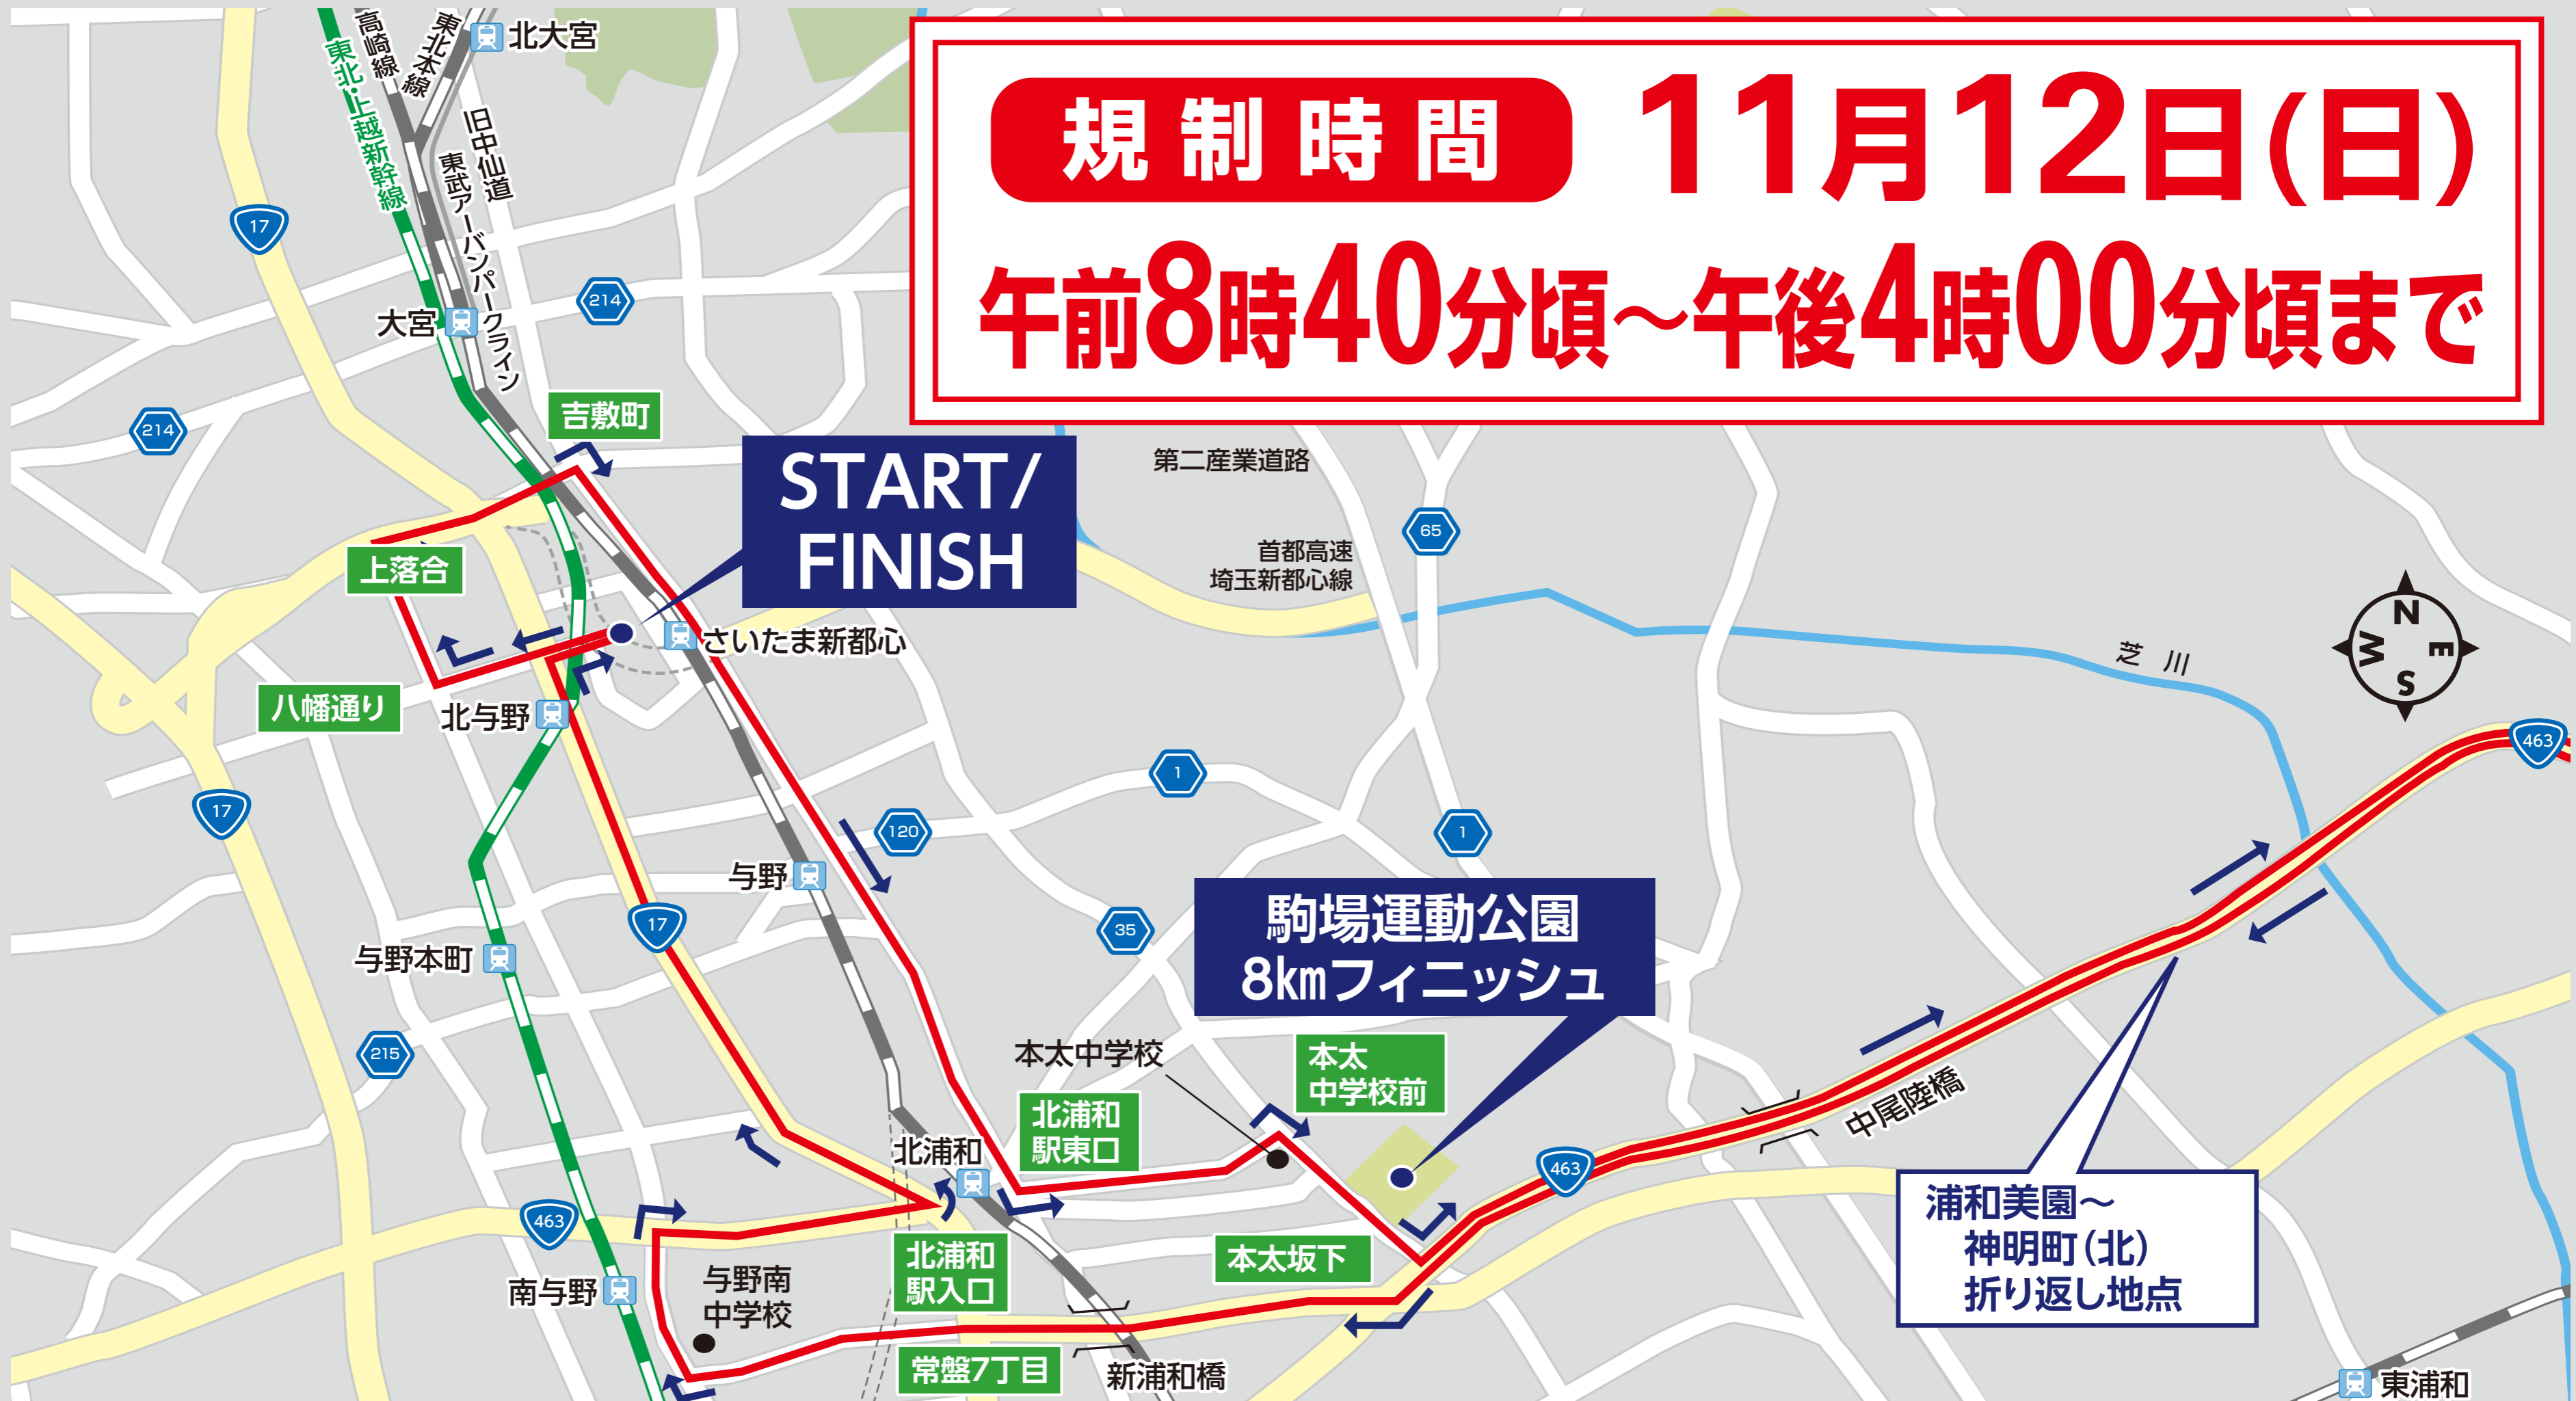 規制時間
11月12日(日)
午前8時40分頃～午後4時00分頃まで
高崎線
東北本線
北大宮
東北・上越新幹線
旧中仙道
東武アーバンパークライン
17
214
大宮
吉敷町
214
START/
FINISH
第二産業道路
65
首都高速
埼玉新都心線
上落合
さいたま新都心
芝川
N
W
E
S
八幡通り
北与野
463
1
17
120
1
与野
17
35
駒場運動公園
8kmフィニッシュ
与野本町
215
本太中学校
本太
中学校前
北浦和
駅東口
中尾陸橋
北浦和
463
浦和美園～
神明町(北)
折り返し地点
463
北浦和
駅入口
本太坂下
南与野
与野南
中学校
常盤7丁目
新浦和橋
東浦和